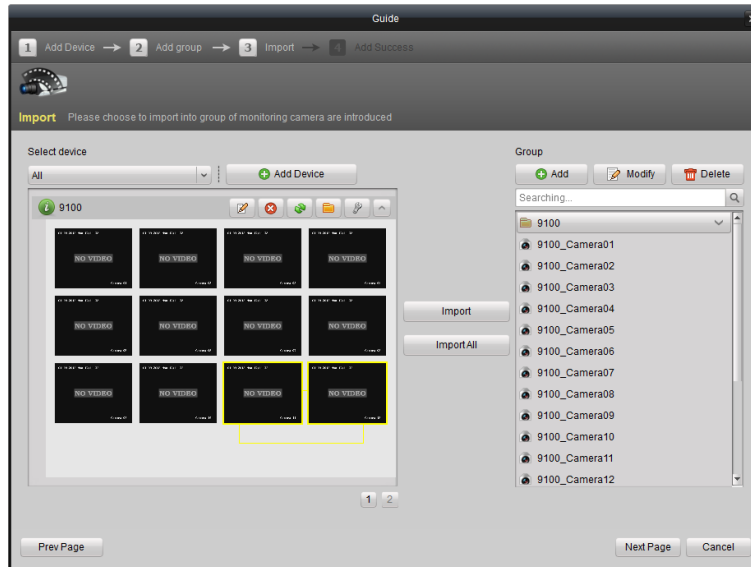 Guide
1 Add Device → 2 Add group → 3 Import → 4 Add Success
Import Please choose to import into group of monitoring camera are introduced
Select device
All
Add Device
9100
NO VIDEO NO VIDEO NO VIDEO NO VIDEO
NO VIDEO NO VIDEO NO VIDEO NO VIDEO
NO VIDEO NO VIDEO NO VIDEO NO VIDEO
1 2
Import
Import All
Group
Add Modify Delete
Searching...
9100
9100_Camera01
9100_Camera02
9100_Camera03
9100_Camera04
9100_Camera05
9100_Camera06
9100_Camera07
9100_Camera08
9100_Camera09
9100_Camera10
9100_Camera11
9100_Camera12
Prev Page
Next Page Cancel